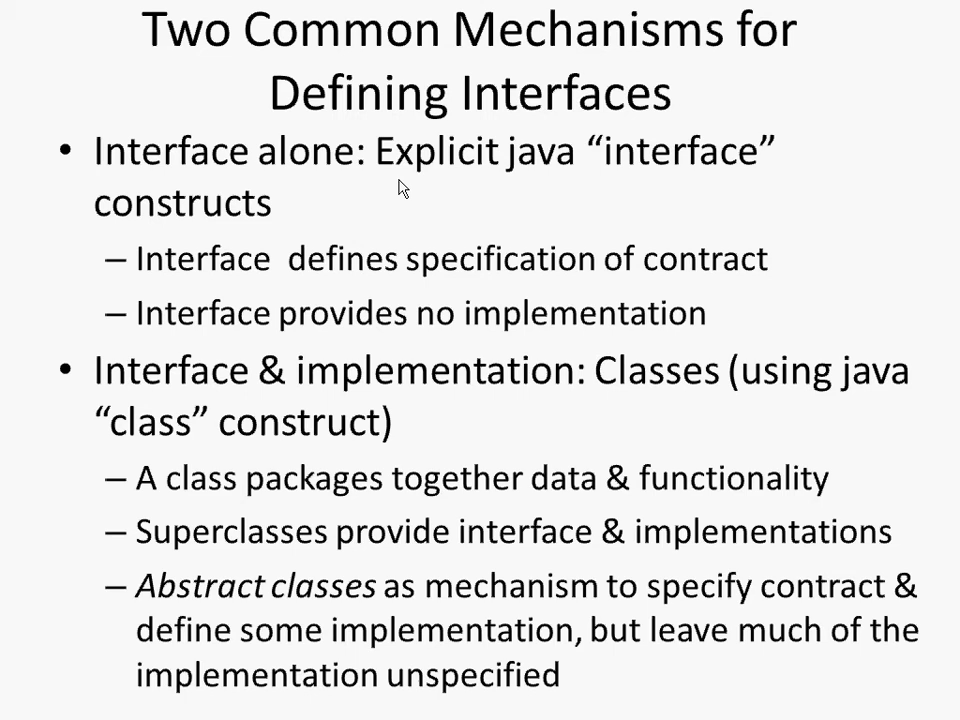 Two Common Mechanisms for
Defining Interfaces
• Interface alone: Explicit java “interface”
constructs
– Interface  defines specification of contract
– Interface provides no implementation
• Interface & implementation: Classes (using java
“class” construct)
– A class packages together data & functionality
– Superclasses provide interface & implementations
– Abstract classes as mechanism to specify contract &
define some implementation, but leave much of the
implementation unspecified